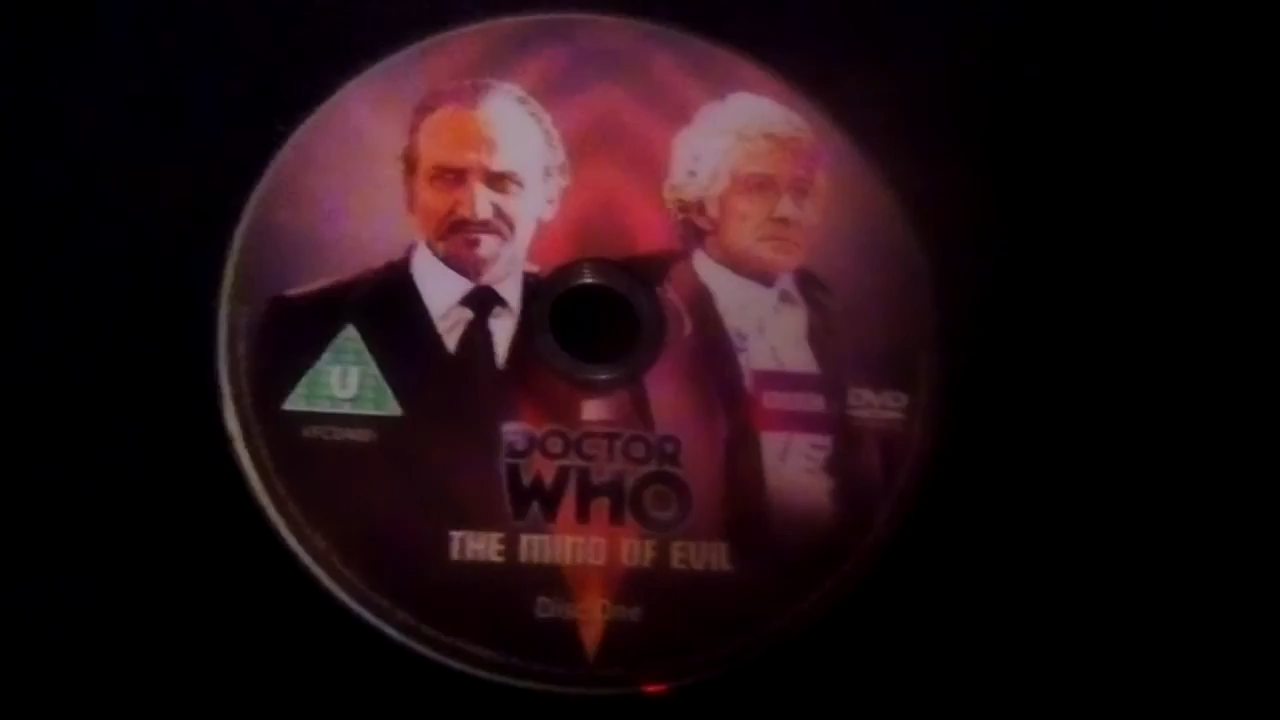 U
DVD
DOCTOR
WHO
THE MIND OF EVIL
Disc One